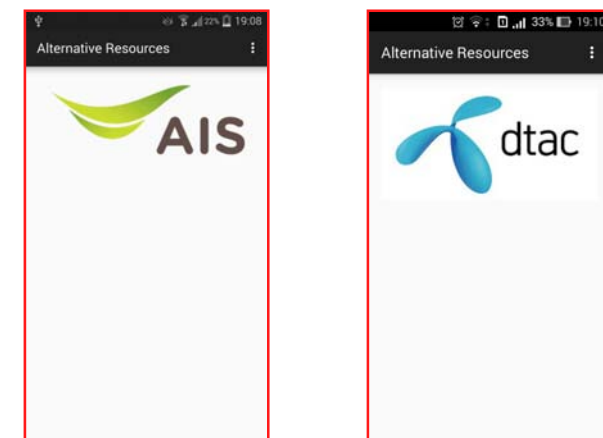 22% 19:08
Alternative Resources
AIS
33% 19:10
Alternative Resources
dtac